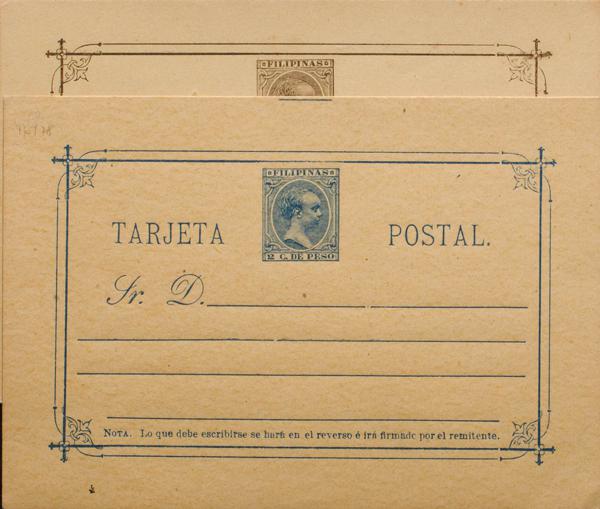 FILIPINAS
FILIPINAS
TARJETA POSTAL.
2 C. DE PESO
Sr. D.
NOTA. Lo que debe escribirse se hará en el reverso é irá firmado por el remitente.